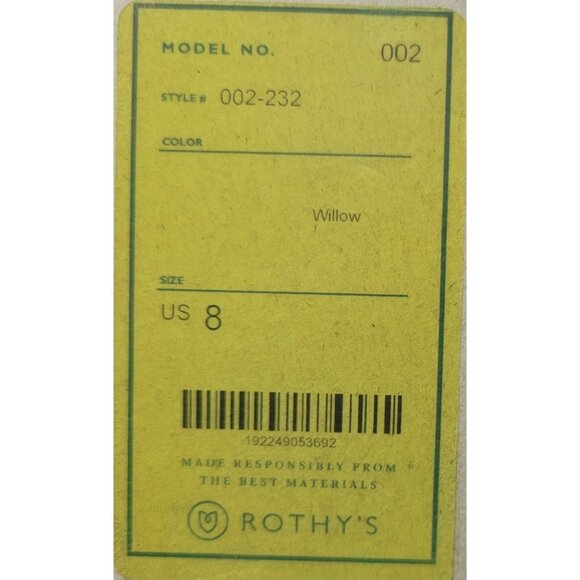 MODEL NO. 002
STYLE # 002-232
COLOR
Willow
SIZE
US 8
192249053692
MADE RESPONSIBLY FROM
THE BEST MATERIALS
ROTHY'S